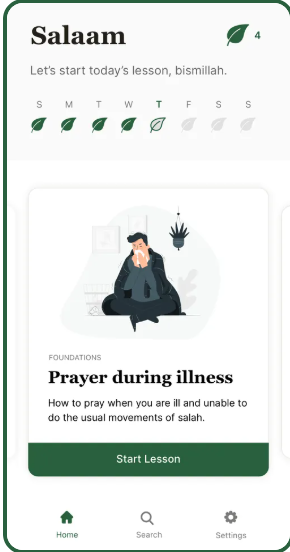 Salaam
4
Let's start today's lesson, bismillah.
S M T W T F S S
FOUNDATIONS
Prayer during illness
How to pray when you are ill and unable to
do the usual movements of salah.
Start Lesson
Home Search Settings